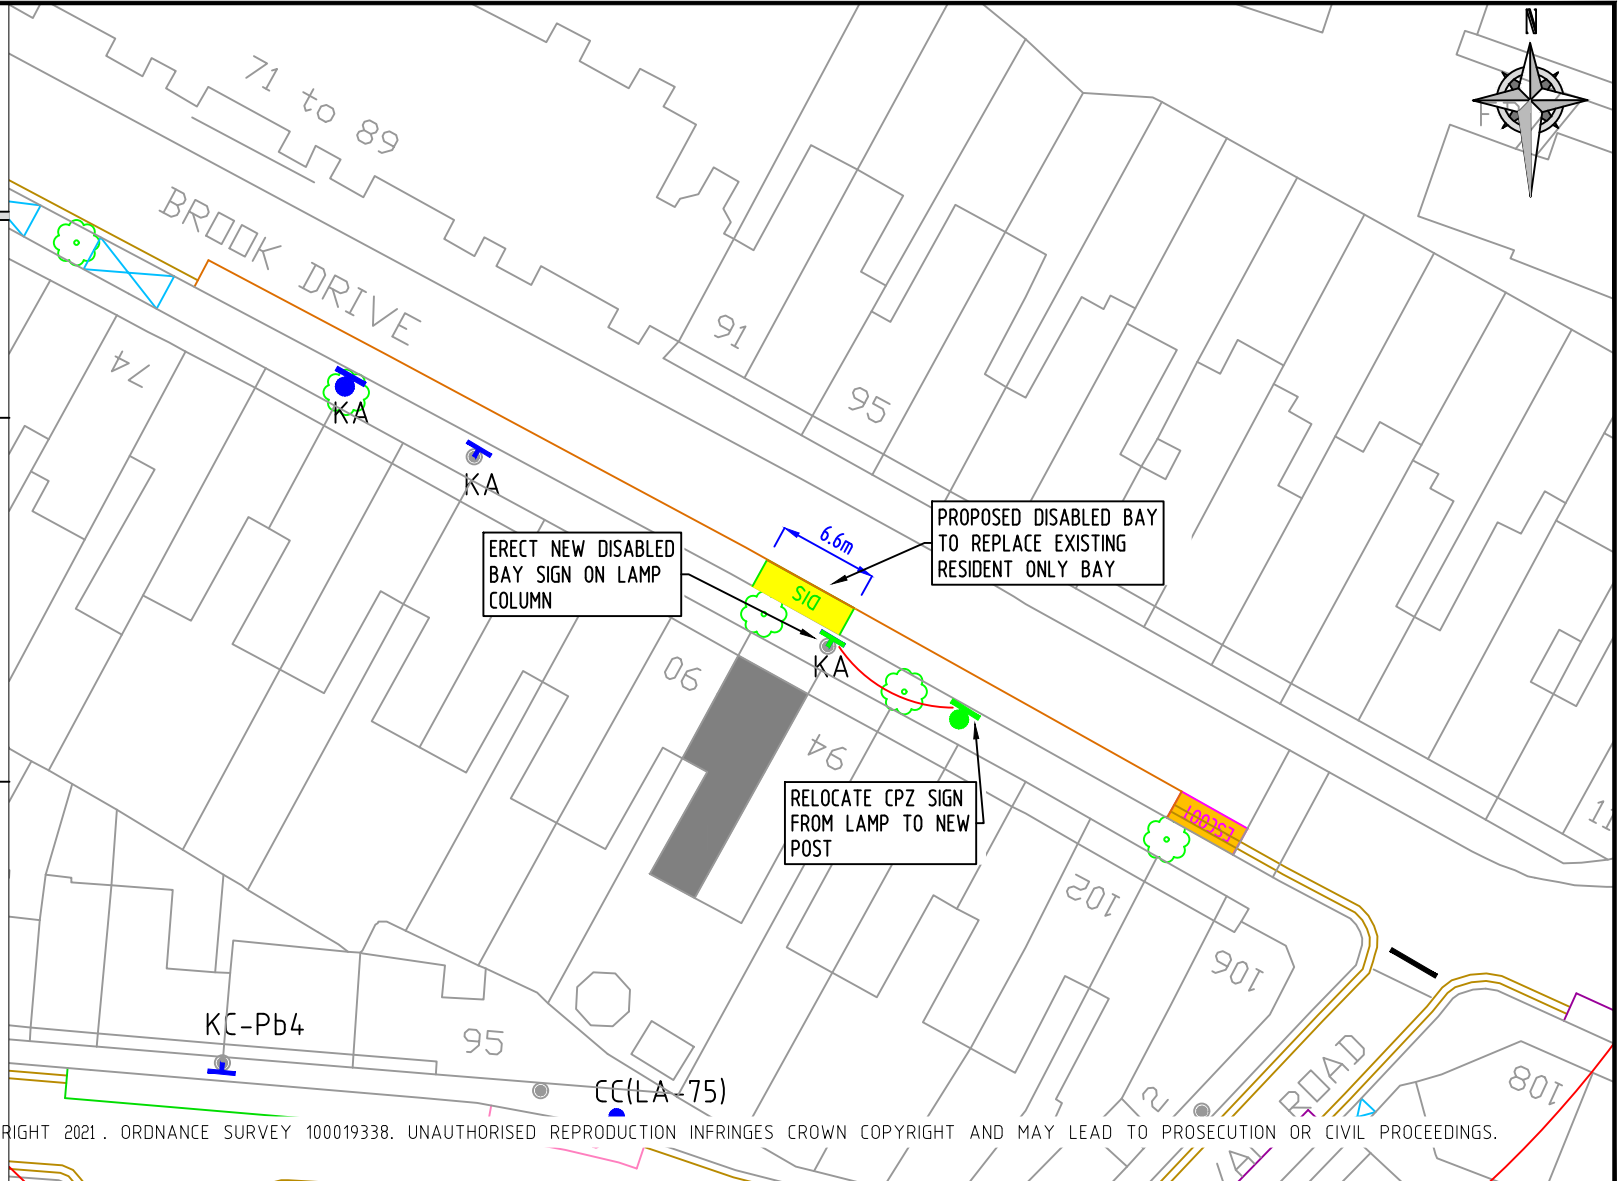 N
71 to 89
BROOK DRIVE
74
91
95
KA
KA
6.6m
PROPOSED DISABLED BAY
TO REPLACE EXISTING
RESIDENT ONLY BAY
ERECT NEW DISABLED
BAY SIGN ON LAMP
COLUMN
DIS
KA
90
94
RELOCATE CPZ SIGN
FROM LAMP TO NEW
POST
102
106
KC-Pb4
95
CC(LA-75)
ROAD
108
RIGHT 2021. ORDNANCE SURVEY 100019338. UNAUTHORISED REPRODUCTION INFRINGES CROWN COPYRIGHT AND MAY LEAD TO PROSECUTION OR CIVIL PROCEEDINGS.